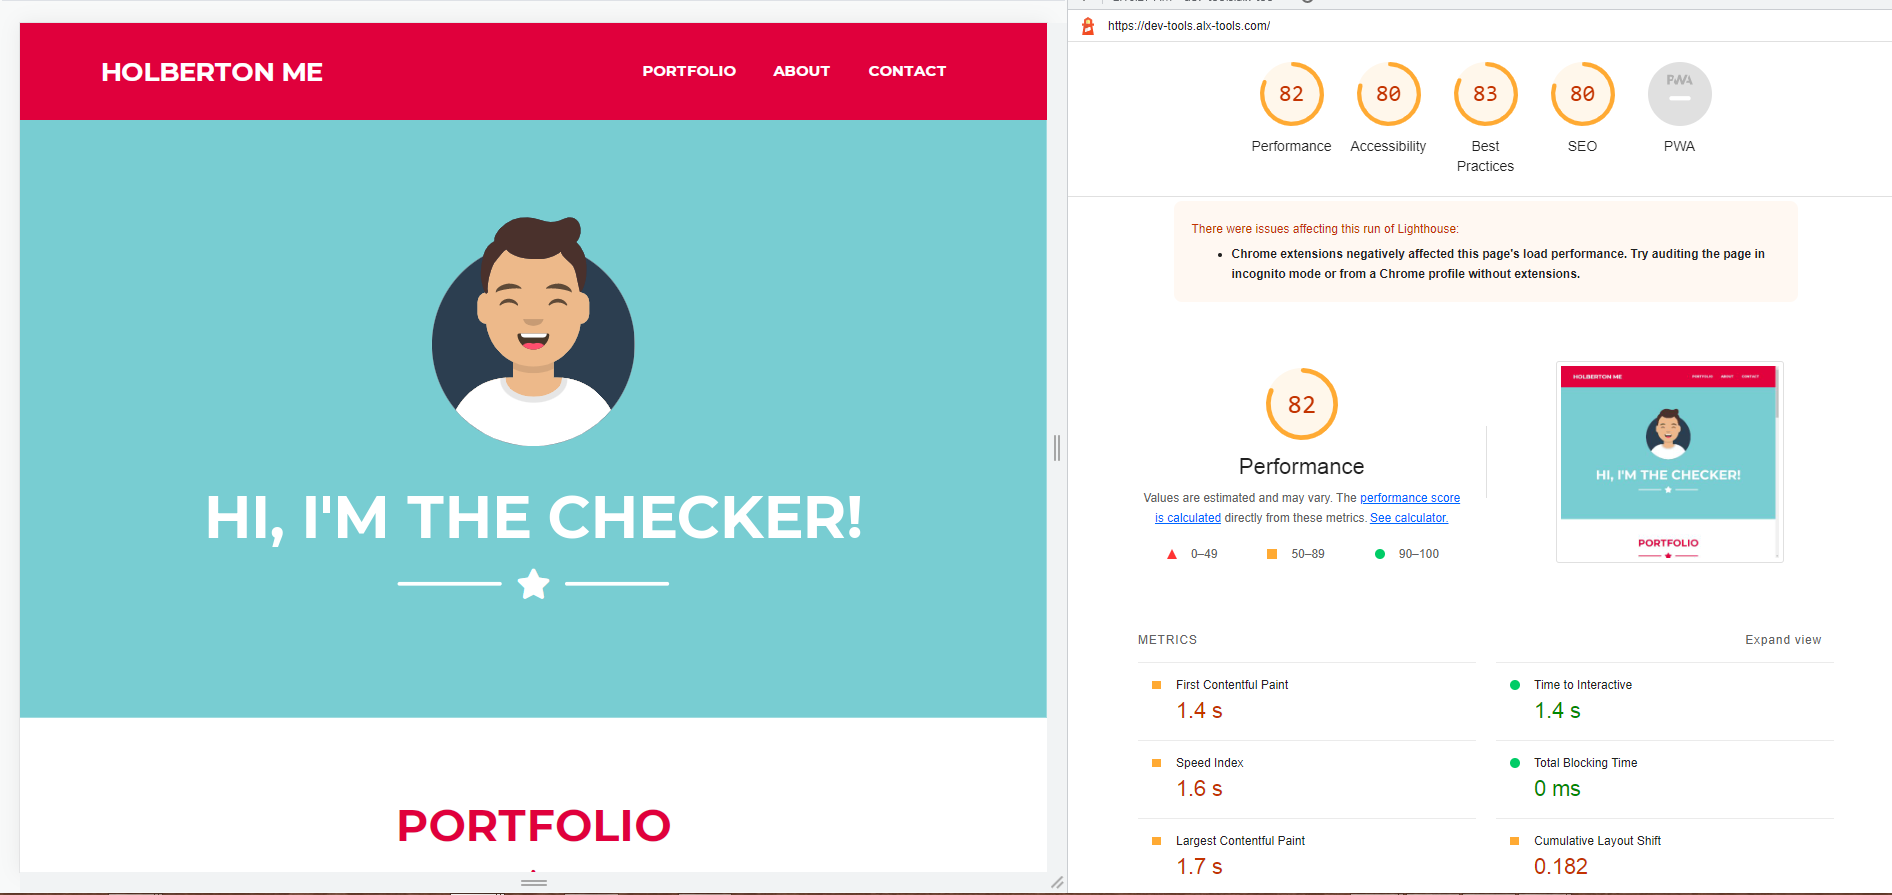 HOLBERTON ME
PORTFOLIO ABOUT CONTACT
HI, I'M THE CHECKER!
PORTFOLIO
https://dev-tools.alx-tools.com/
82 80 83 80 PWA
Performance Accessibility Best Practices SEO PWA
There were issues affecting this run of Lighthouse:
Chrome extensions negatively affected this page's load performance. Try auditing the page in
incognito mode or from a Chrome profile without extensions.
82
Performance
Values are estimated and may vary. The performance score
is calculated directly from these metrics. See calculator.
0–49 50–89 90–100
HOLBERTON ME PORTFOLIO ABOUT CONTACT
HI, I'M THE CHECKER!
PORTFOLIO
METRICS Expand view
First Contentful Paint
1.4 s
Time to Interactive
1.4 s
Speed Index
1.6 s
Total Blocking Time
0 ms
Largest Contentful Paint
1.7 s
Cumulative Layout Shift
0.182